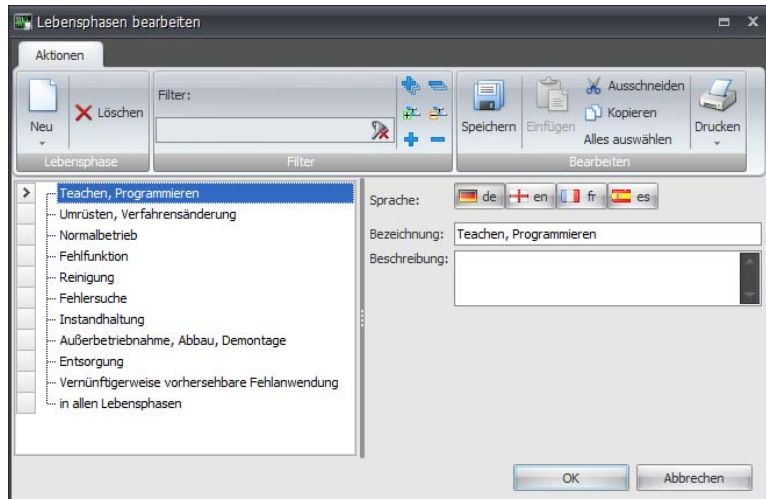 Lebensphasen bearbeiten
Aktionen
Neu
Löschen
Lebensphase
Filter:
Filter
Speichern
Einfügen
Ausschneiden
Kopieren
Alles auswählen
Drucken
Bearbeiten
Teachen, Programmieren
Umrüsten, Verfahrensänderung
Normalbetrieb
Fehlfunktion
Reinigung
Fehlersuche
Instandhaltung
Außerbetriebnahme, Abbau, Demontage
Entsorgung
Vernünftigerweise vorhersehbare Fehlanwendung
in allen Lebensphasen
Sprache: de en fr es
Bezeichnung: Teachen, Programmieren
Beschreibung:
OK Abbrechen